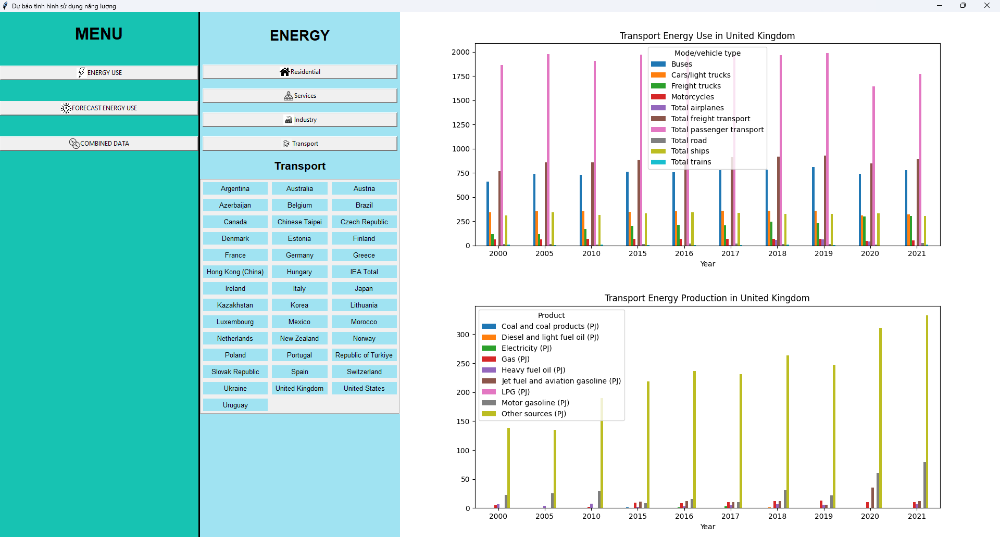 Dự báo tình hình sử dụng năng lượng
MENU
ENERGY USE
FORECAST ENERGY USE
COMBINED DATA
ENERGY
Residential
Services
Industry
Transport
Transport
Argentina Australia Austria
Azerbaijan Belgium Brazil
Canada Chinese Taipei Czech Republic
Denmark Estonia Finland
France Germany Greece
Hong Kong (China) Hungary IEA Total
Ireland Italy Japan
Kazakhstan Korea Lithuania
Luxembourg Mexico Morocco
Netherlands New Zealand Norway
Poland Portugal Republic of Türkiye
Slovak Republic Spain Switzerland
Ukraine United Kingdom United States
Uruguay
Transport Energy Use in United Kingdom
2000
1750
1500
1250
1000
750
500
250
0
Mode/vehicle type
Buses
Cars/light trucks
Freight trucks
Motorcycles
Total airplanes
Total freight transport
Total passenger transport
Total road
Total ships
Total trains
2000 2005 2010 2015 2016 2017 2018 2019 2020 2021
Year
Transport Energy Production in United Kingdom
300
250
200
150
100
50
0
Product
Coal and coal products (PJ)
Diesel and light fuel oil (PJ)
Electricity (PJ)
Gas (PJ)
Heavy fuel oil (PJ)
Jet fuel and aviation gasoline (PJ)
LPG (PJ)
Motor gasoline (PJ)
Other sources (PJ)
2000 2005 2010 2015 2016 2017 2018 2019 2020 2021
Year